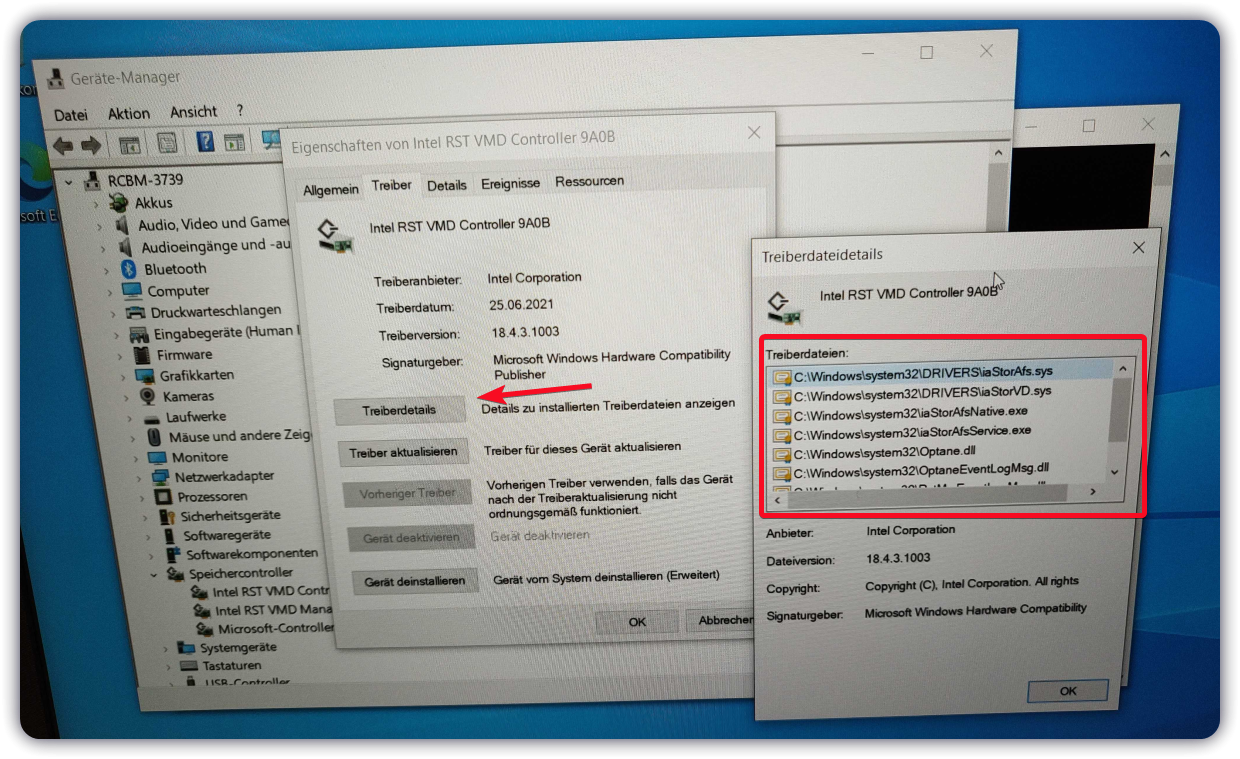 Geräte-Manager
Datei Aktion Ansicht ?
RCBM-3739
Akkus
Audio, Video und Game
Audioeingänge und -au
Bluetooth
Computer
Druckwarteschlangen
Eingabegeräte (Human I
Firmware
Grafikkarten
Kameras
Laufwerke
Mäuse und andere Zeig
Monitore
Netzwerkadapter
Prozessoren
Sicherheitsgeräte
Softwaregeräte
Softwarekomponenten
Speichercontroller
Intel RST VMD Contr
Intel RST VMD Mana
Microsoft-Controller
Systemgeräte
Tastaturen
USB-Controller
Eigenschaften von Intel RST VMD Controller 9A0B
Allgemein Treiber Details Ereignisse Ressourcen
Intel RST VMD Controller 9A0B
Treiberanbieter: Intel Corporation
Treiberdatum: 25.06.2021
Treiberversion: 18.4.3.1003
Signaturgeber: Microsoft Windows Hardware Compatibility
Publisher
Treiberdetails Details zu installierten Treiberdateien anzeigen
Treiber aktualisieren Treiber für dieses Gerät aktualisieren
Vorheriger Treiber Vorherigen Treiber verwenden, falls das Gerät
nach der Treiberaktualisierung nicht
ordnungsgemäß funktioniert.
Gerät deaktivieren Gerät deaktivieren
Gerät deinstallieren Gerät vom System deinstallieren (Erweitert)
OK Abbrechen
Treiberdateidetails
Intel RST VMD Controller 9A0B
Treiberdateien:
C:\Windows\system32\DRIVERS\iaStorAfs.sys
C:\Windows\system32\DRIVERS\iaStorVD.sys
C:\Windows\system32\iaStorAfsNative.exe
C:\Windows\system32\iaStorAfsService.exe
C:\Windows\system32\Optane.dll
C:\Windows\system32\OptaneEventLogMsg.dll
Anbieter: Intel Corporation
Dateiversion: 18.4.3.1003
Copyright: Copyright (C), Intel Corporation. All rights
Signaturgeber: Microsoft Windows Hardware Compatibility
OK